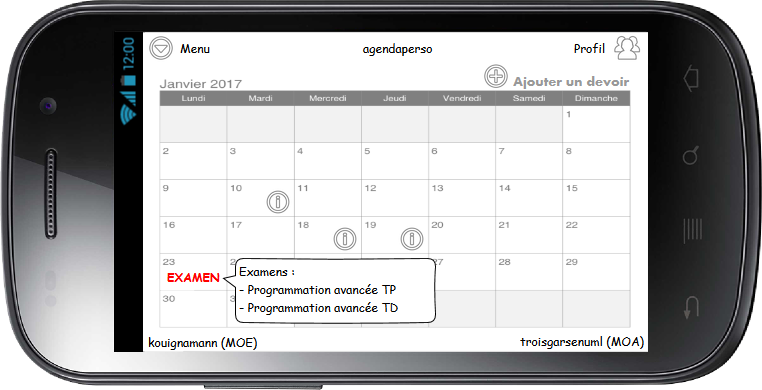 12:00
Menu
agendaperso
Profil
Ajouter un devoir
Janvier 2017
Lundi Mardi Mercredi Jeudi Vendredi Samedi Dimanche
1
2 3 4 5 6 7 8
9 10 11 12 13 14 15
16 17 18 19 20 21 22
23 2 28 29
EXAMEN
Examens :
- Programmation avancée TP
- Programmation avancée TD
30
kouignamann (MOE)
troisgarsenuml (MOA)